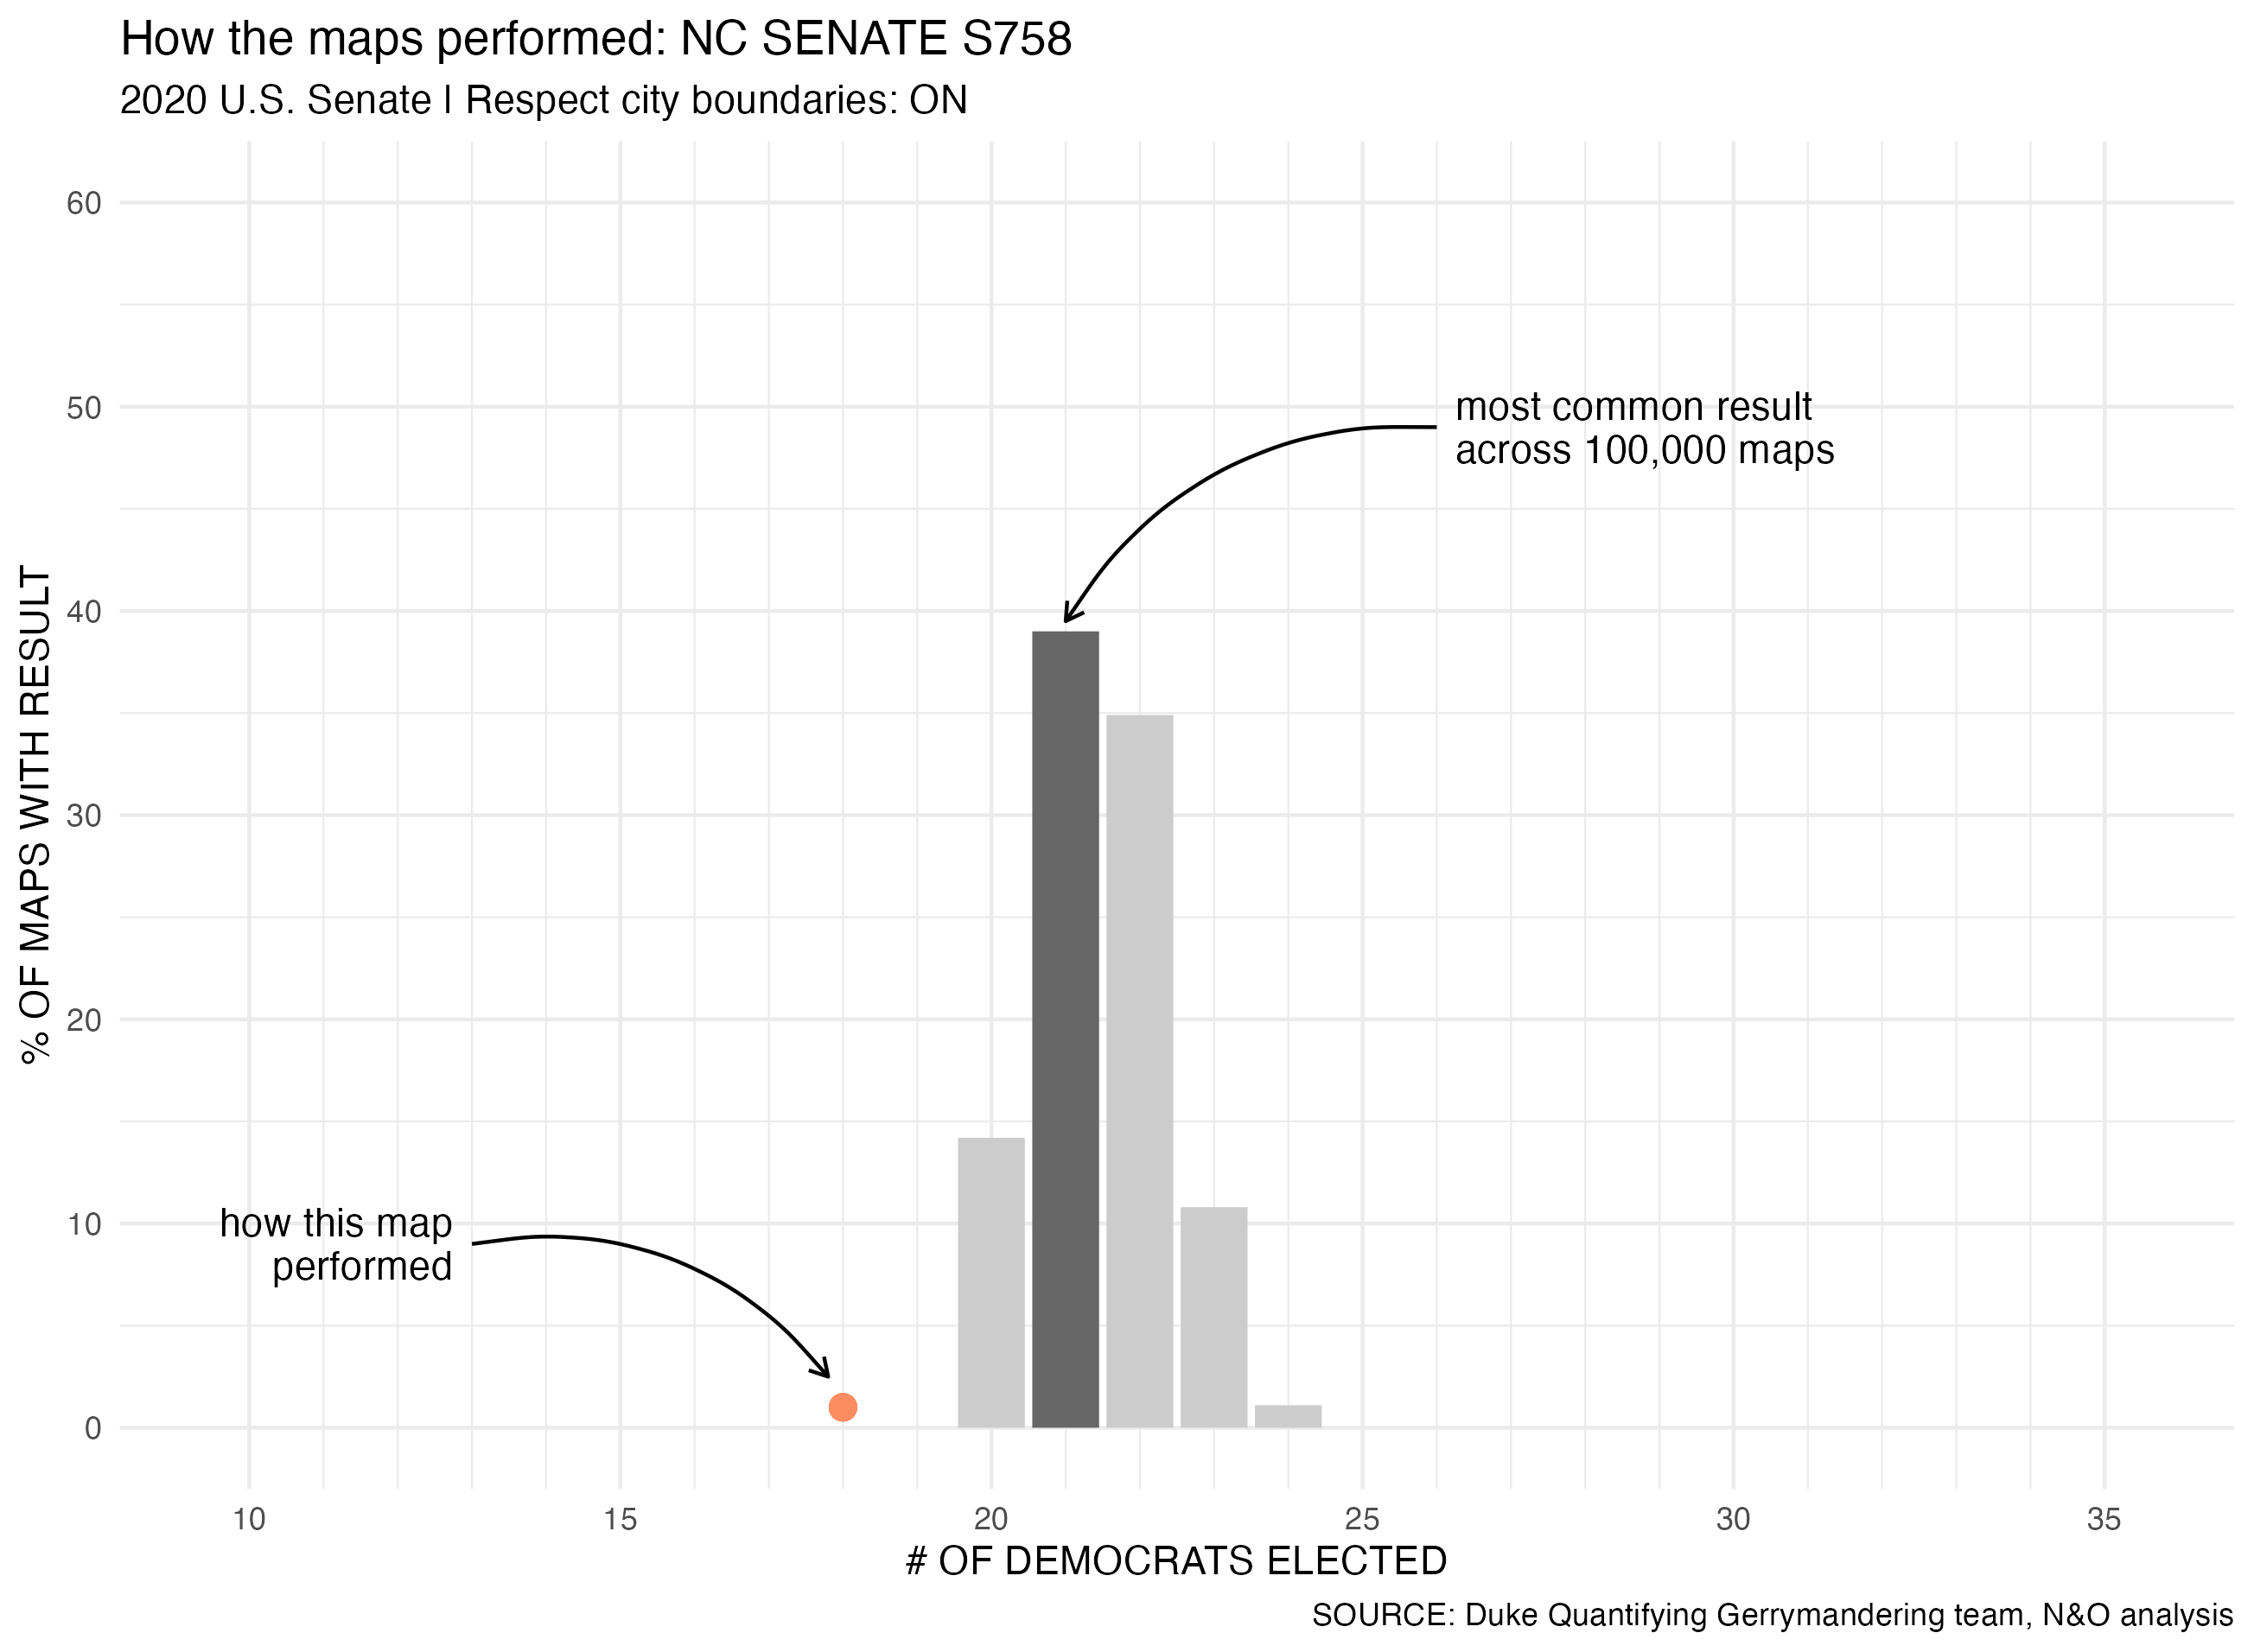 How the maps performed: NC SENATE S758
2020 U.S. Senate | Respect city boundaries: ON
60
50
40
30
20
10
0
% OF MAPS WITH RESULT
most common result
across 100,000 maps
how this map
performed
10 15 20 25 30 35
# OF DEMOCRATS ELECTED
SOURCE: Duke Quantifying Gerrymandering team, N&O analysis